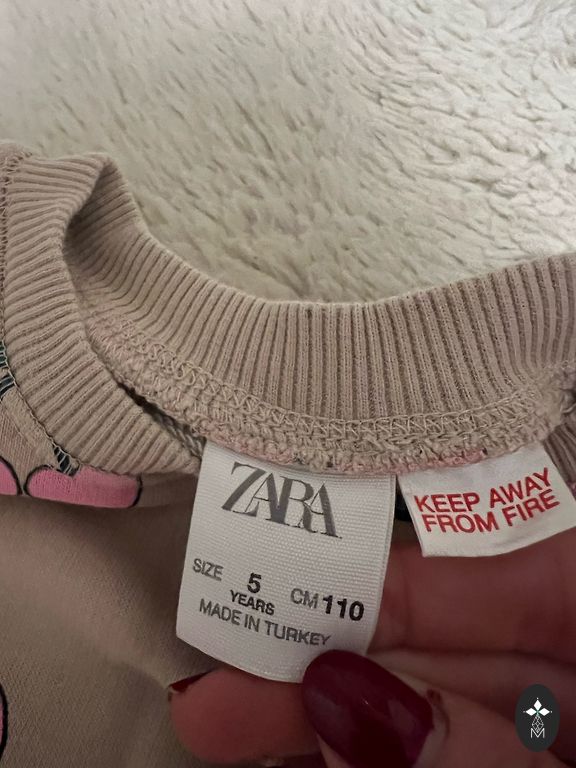 ZARA
SIZE 5 CM 110
YEARS
MADE IN TURKEY
KEEP AWAY
FROM FIRE
M